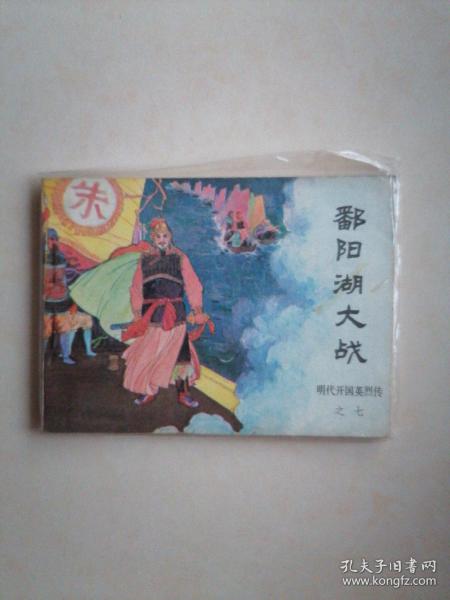 朱
鄱阳湖大战
明代开国英烈传
之七
孔夫子旧书网
www.kongfz.com